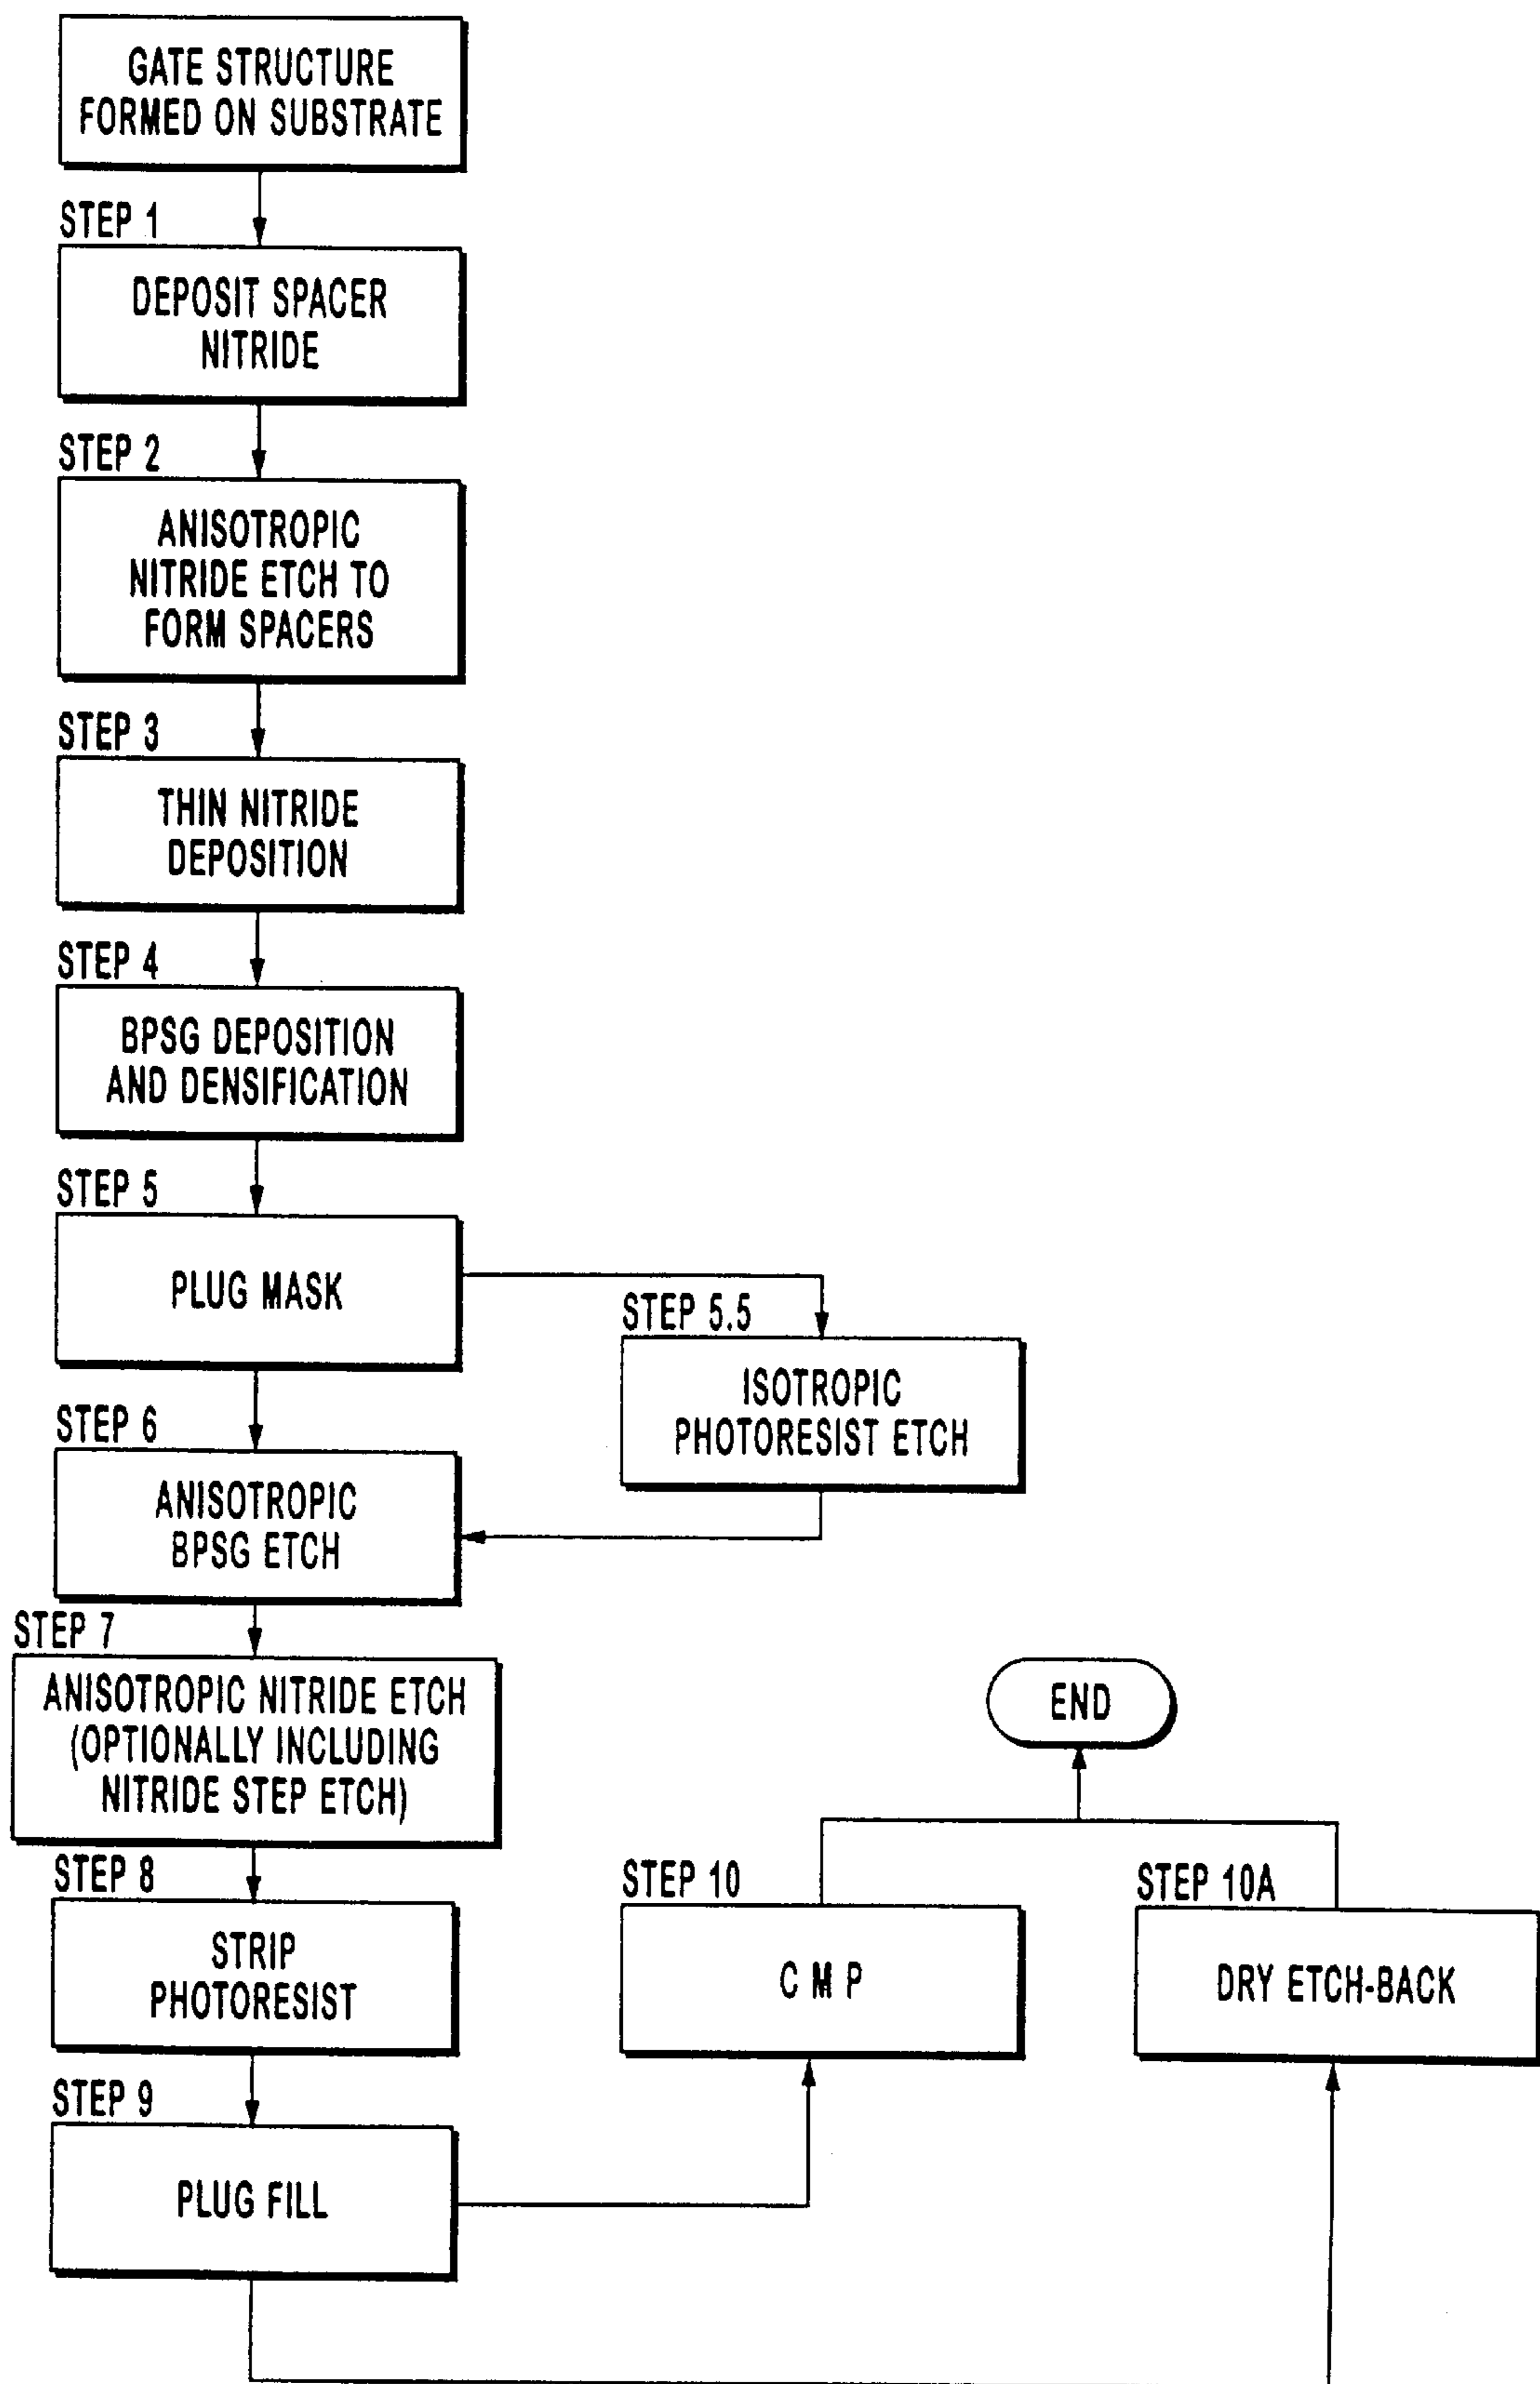 GATE STRUCTURE
FORMED ON SUBSTRATE
STEP 1
DEPOSIT SPACER
NITRIDE
STEP 2
ANISOTROPIC
NITRIDE ETCH TO
FORM SPACERS
STEP 3
THIN NITRIDE
DEPOSITION
STEP 4
BPSG DEPOSITION
AND DENSIFICATION
STEP 5
PLUG MASK
STEP 5.5
ISOTROPIC
PHOTORESIST ETCH
STEP 6
ANISOTROPIC
BPSG ETCH
STEP 7
ANISOTROPIC NITRIDE ETCH
(OPTIONALLY INCLUDING
NITRIDE STEP ETCH)
END
STEP 8
STRIP
PHOTORESIST
STEP 10
C M P
STEP 10A
DRY ETCH-BACK
STEP 9
PLUG FILL